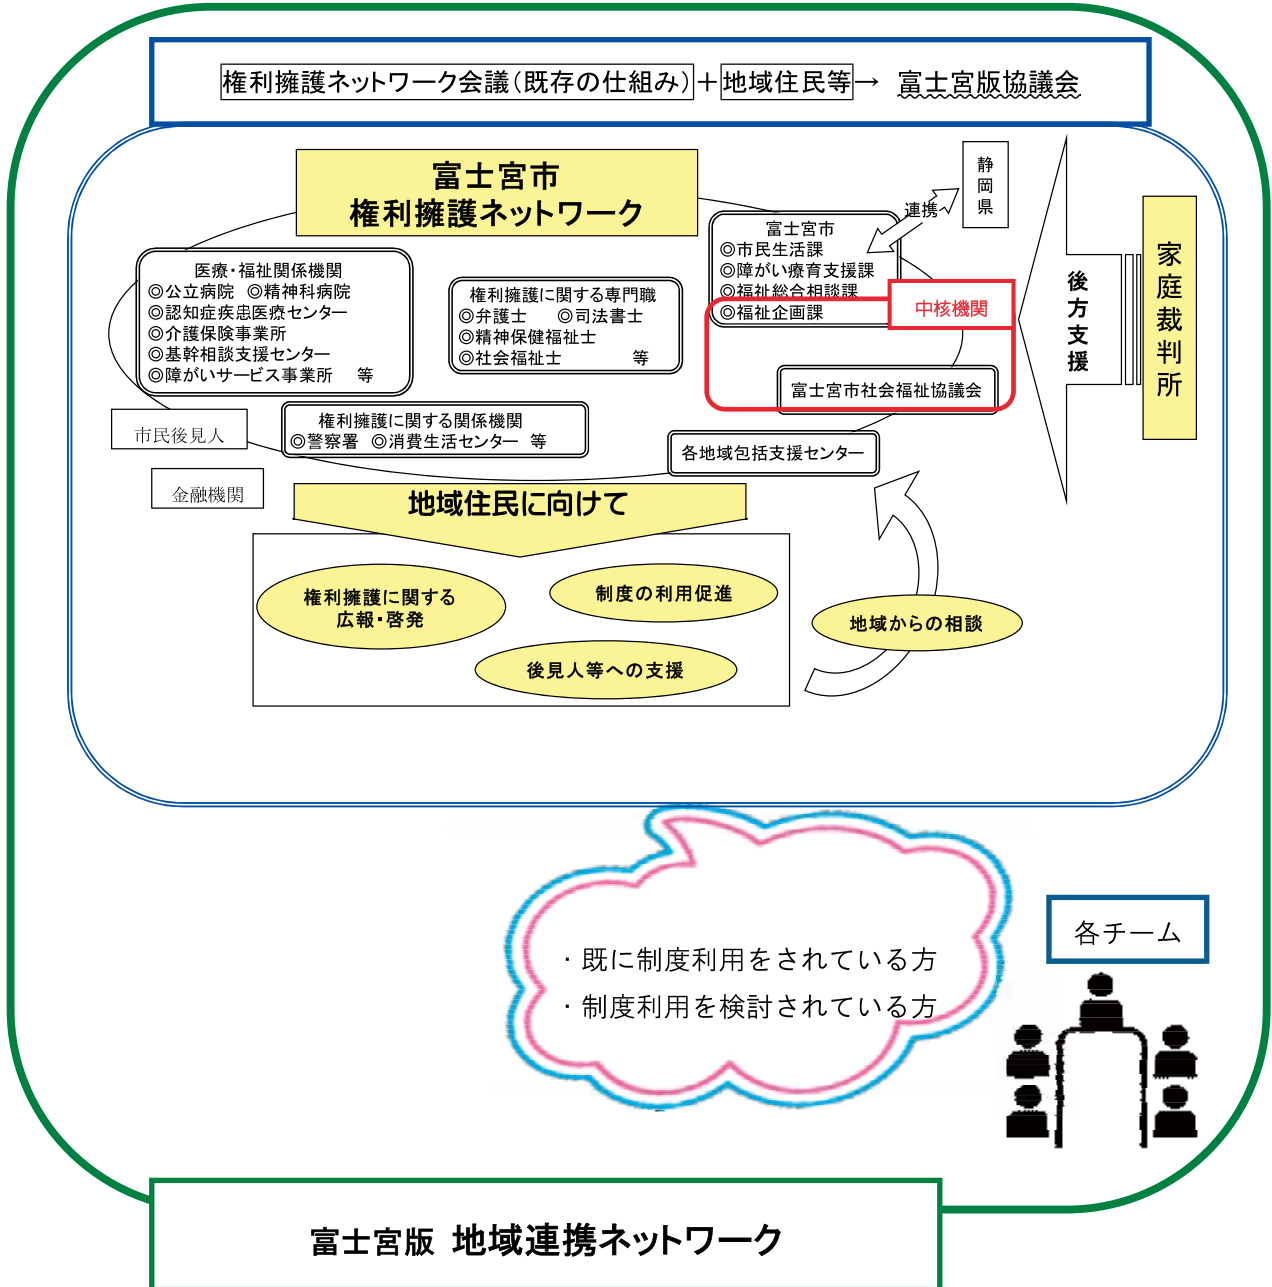 権利擁護ネットワーク会議（既存の仕組み）＋地域住民等→　富士宮版協議会
富士宮市
権利擁護ネットワーク
静岡県
連携へ
富士宮市
◎市民生活課
◎障がい療育支援課
◎福祉総合相談課
◎福祉企画課
中核機関
富士宮市社会福祉協議会
後方支援
家庭裁判所
医療・福祉関係機関
◎公立病院　◎精神科病院
◎認知症疾患医療センター
◎介護保険事業所
◎基幹相談支援センター
◎障がいサービス事業所　等
権利擁護に関する専門職
◎弁護士　◎司法書士
◎精神保健福祉士
◎社会福祉士　等
市民後見人
権利擁護に関する関係機関
◎警察署　◎消費生活センター　等
各地域包括支援センター
金融機関
地域住民に向けて
権利擁護に関する
広報・啓発
制度の利用促進
後見人等への支援
地域からの相談
・既に制度利用をされている方
・制度利用を検討されている方
各チーム
富士宮版 地域連携ネットワーク